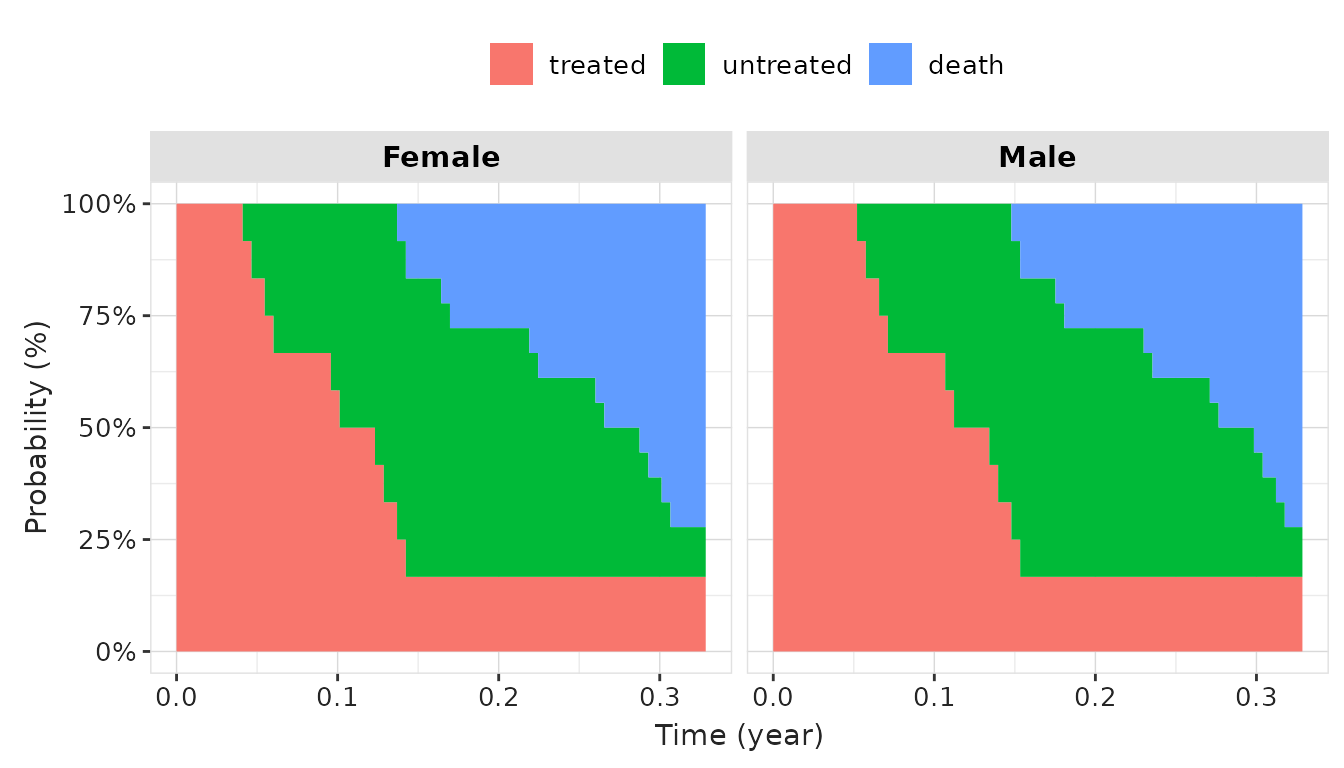 treated untreated death
Female Male
100%
75%
50%
25%
0%
Probability (%)
0.0 0.1 0.2 0.3 0.0 0.1 0.2 0.3
Time (year)